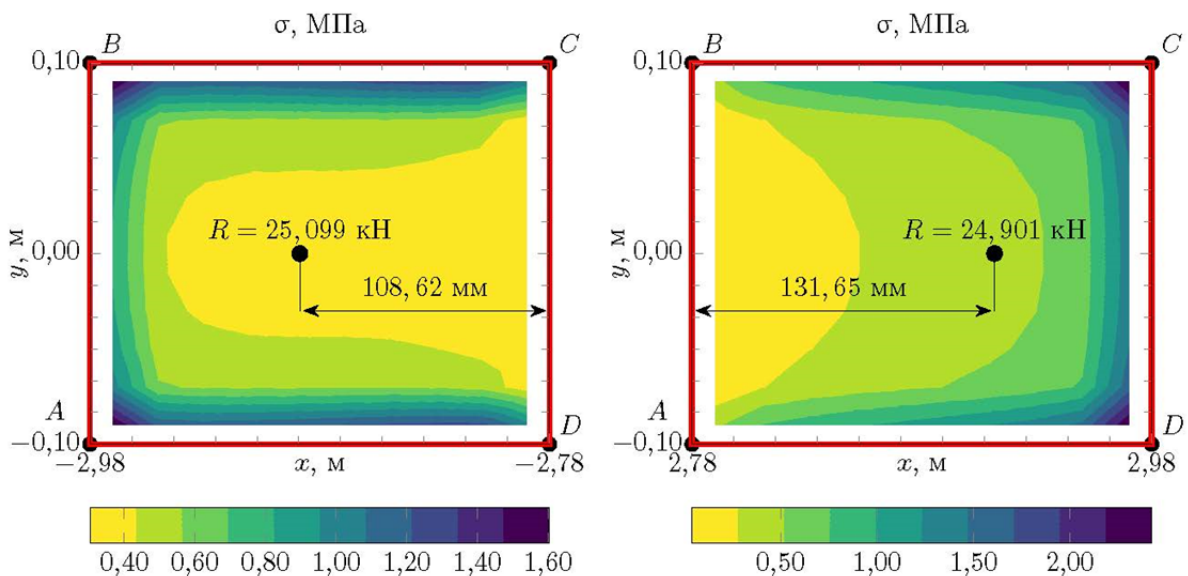 σ, МПа
B
C
0,10
R = 25,099 кН
y, м
0,00
108,62 мм
A
D
−0,10
−2,98
x, м
−2,78
0,40 0,60 0,80 1,00 1,20 1,40 1,60
σ, МПа
B
C
0,10
R = 24,901 кН
y, м
0,00
131,65 мм
A
D
−0,10
2,78
x, м
2,98
0,50 1,00 1,50 2,00